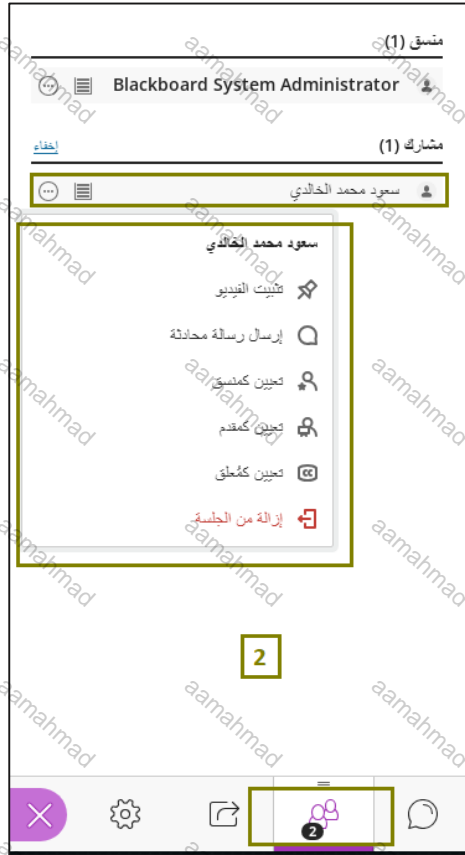 منسق (1)
Blackboard System Administrator
مشارك (1)
إخفاء
سعود محمد الخالدي
سعود محمد الخالدي
تثبيت الفيديو
إرسال رسالة محادثة
تعيين كمنسق
تعيين كمقدم
تعيين كمُعلق
إزالة من الجلسة
2
2
aamahmad